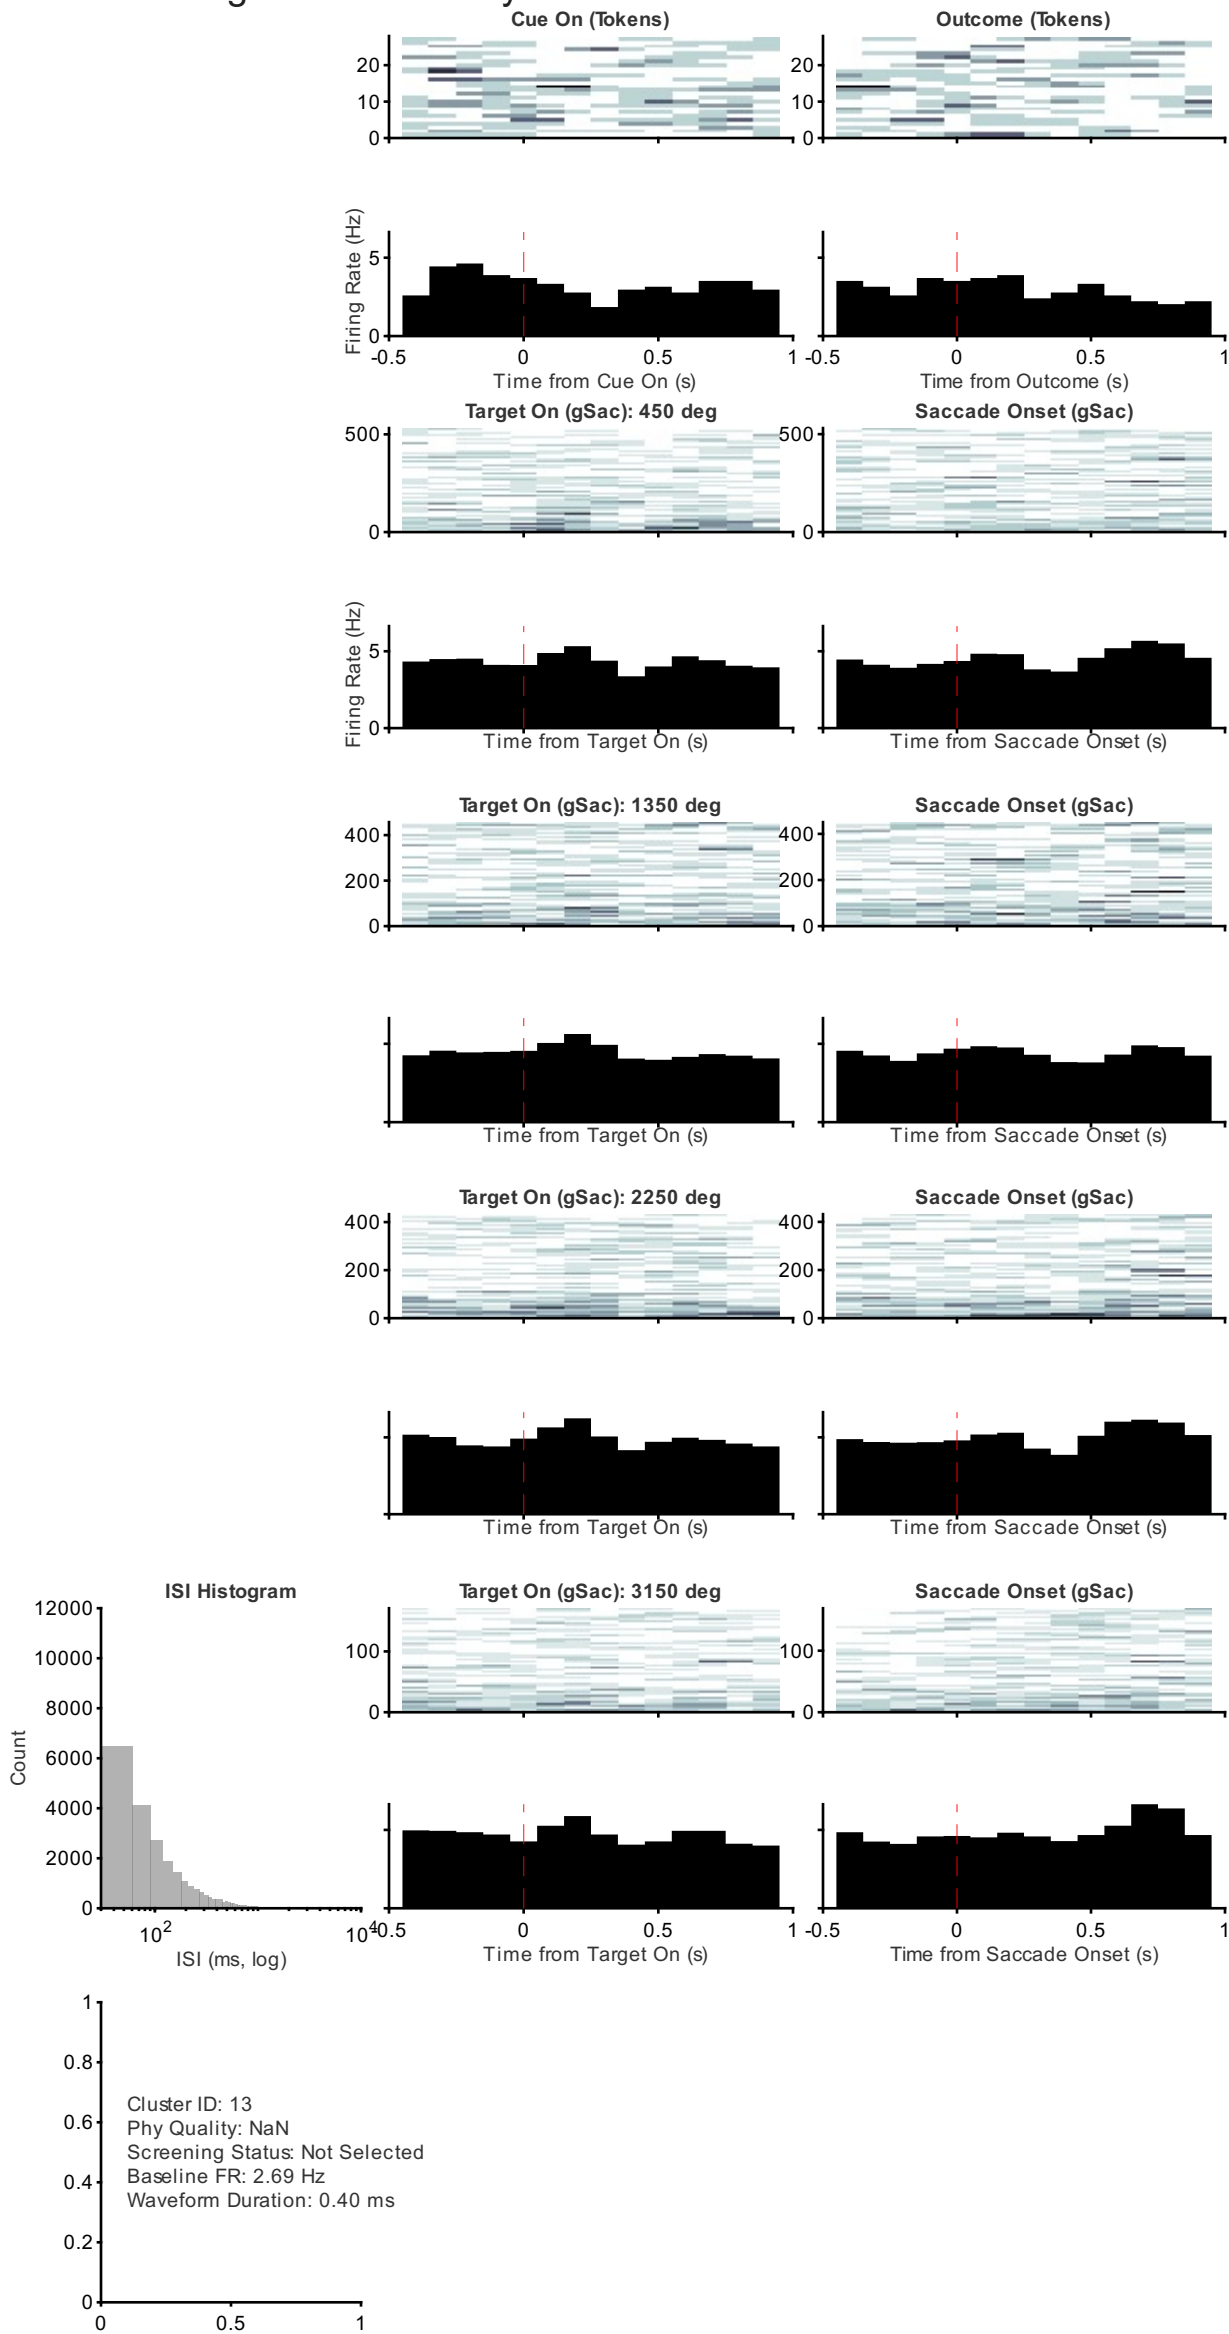 Cue On (Tokens)
Outcome (Tokens)
20
10
0
20
10
0
Firing Rate (Hz)
5
0
-0.5 0 0.5 1
-0.5 0 0.5 1
Time from Cue On (s)
Time from Outcome (s)
Target On (gSac): 450 deg
Saccade Onset (gSac)
500
0
500
0
Firing Rate (Hz)
5
0
Time from Target On (s)
Time from Saccade Onset (s)
Target On (gSac): 1350 deg
Saccade Onset (gSac)
400
200
0
400
200
0
Time from Target On (s)
Time from Saccade Onset (s)
Target On (gSac): 2250 deg
Saccade Onset (gSac)
400
200
0
400
200
0
Time from Target On (s)
Time from Saccade Onset (s)
ISI Histogram
Target On (gSac): 3150 deg
Saccade Onset (gSac)
12000
10000
8000
6000
4000
2000
0
Count
10²
10⁴
ISI (ms, log)
100
0
100
0
-0.5 0 0.5 1
-0.5 0 0.5 1
Time from Target On (s)
Time from Saccade Onset (s)
1
0.8
0.6
0.4
0.2
0
Cluster ID: 13
Phy Quality: NaN
Screening Status: Not Selected
Baseline FR: 2.69 Hz
Waveform Duration: 0.40 ms
0 0.5 1